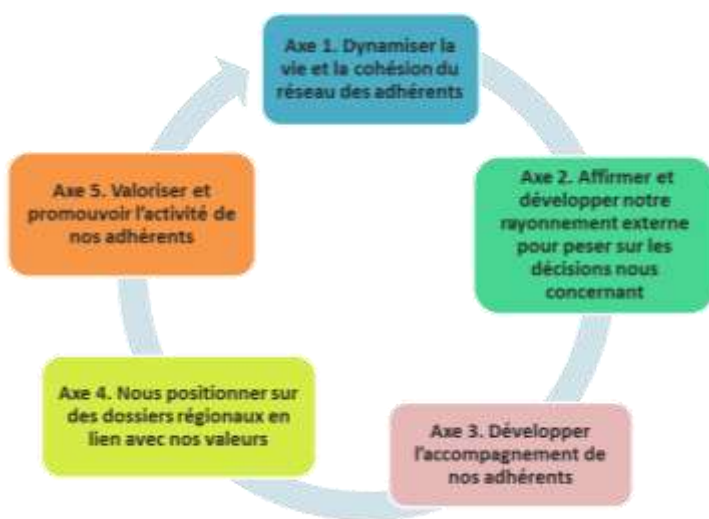 Axe 1. Dynamiser la
vie et la cohésion du
réseau des adhérents
Axe 2. Affirmer et
développer notre
rayonnement externe
pour peser sur les
décisions nous
concernant
Axe 3. Développer
l'accompagnement de
nos adhérents
Axe 4. Nous positionner sur
des dossiers régionaux en
lien avec nos valeurs
Axe 5. Valoriser et
promouvoir l'activité de
nos adhérents